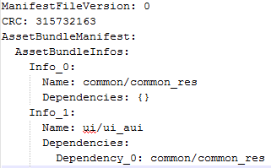 ManifestFileVersion: 0
CRC: 315732163
AssetBundleManifest:
  AssetBundleInfos:
    Info_0:
      Name: common/common_res
      Dependencies: {}
    Info_1:
      Name: ui/ui_aui
      Dependencies:
        Dependency_0: common/common_res